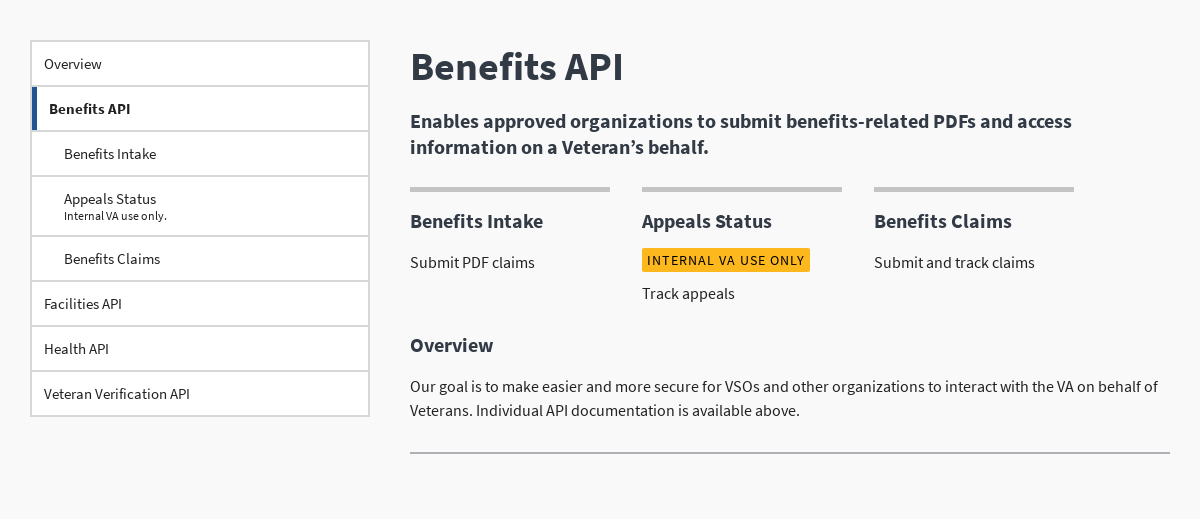 Overview
Benefits API
Benefits Intake
Appeals Status
Internal VA use only.
Benefits Claims
Facilities API
Health API
Veteran Verification API
Benefits API
Enables approved organizations to submit benefits-related PDFs and access
information on a Veteran’s behalf.
Benefits Intake
Submit PDF claims
Appeals Status
INTERNAL VA USE ONLY
Track appeals
Benefits Claims
Submit and track claims
Overview
Our goal is to make easier and more secure for VSOs and other organizations to interact with the VA on behalf of
Veterans. Individual API documentation is available above.